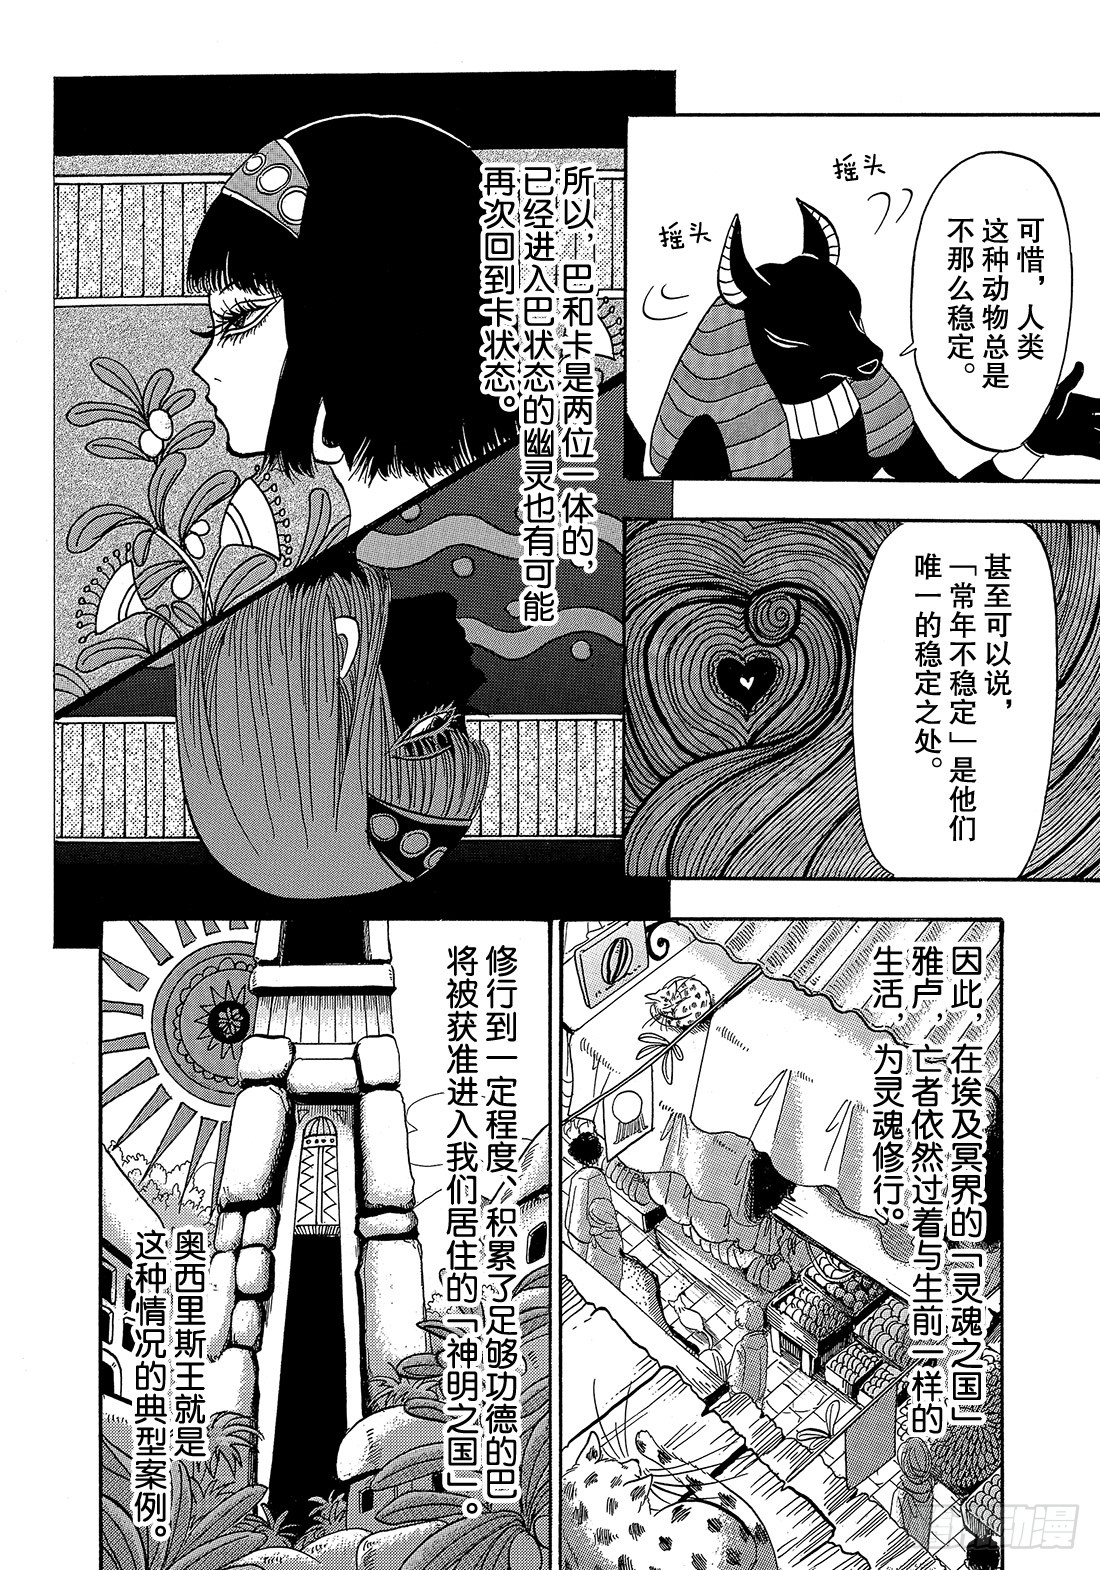 可惜，人类
这种动物总是
不那么稳定。
摇头
摇头
甚至可以说，
「常年不稳定」是他们
唯一的稳定之处。
所以，巴和卡是两位一体的，
已经进入巴状态的幽灵也有可能
再次回到卡状态。
因此，在埃及冥界的「灵魂之国」
雅卢，亡者依然过着与生前一样的
生活，为灵魂修行。
修行到一定程度、积累了足够功德的巴
将被获准进入我们居住的「神明之国」。
奥西里斯王就是
这种情况的典型案例。
动漫